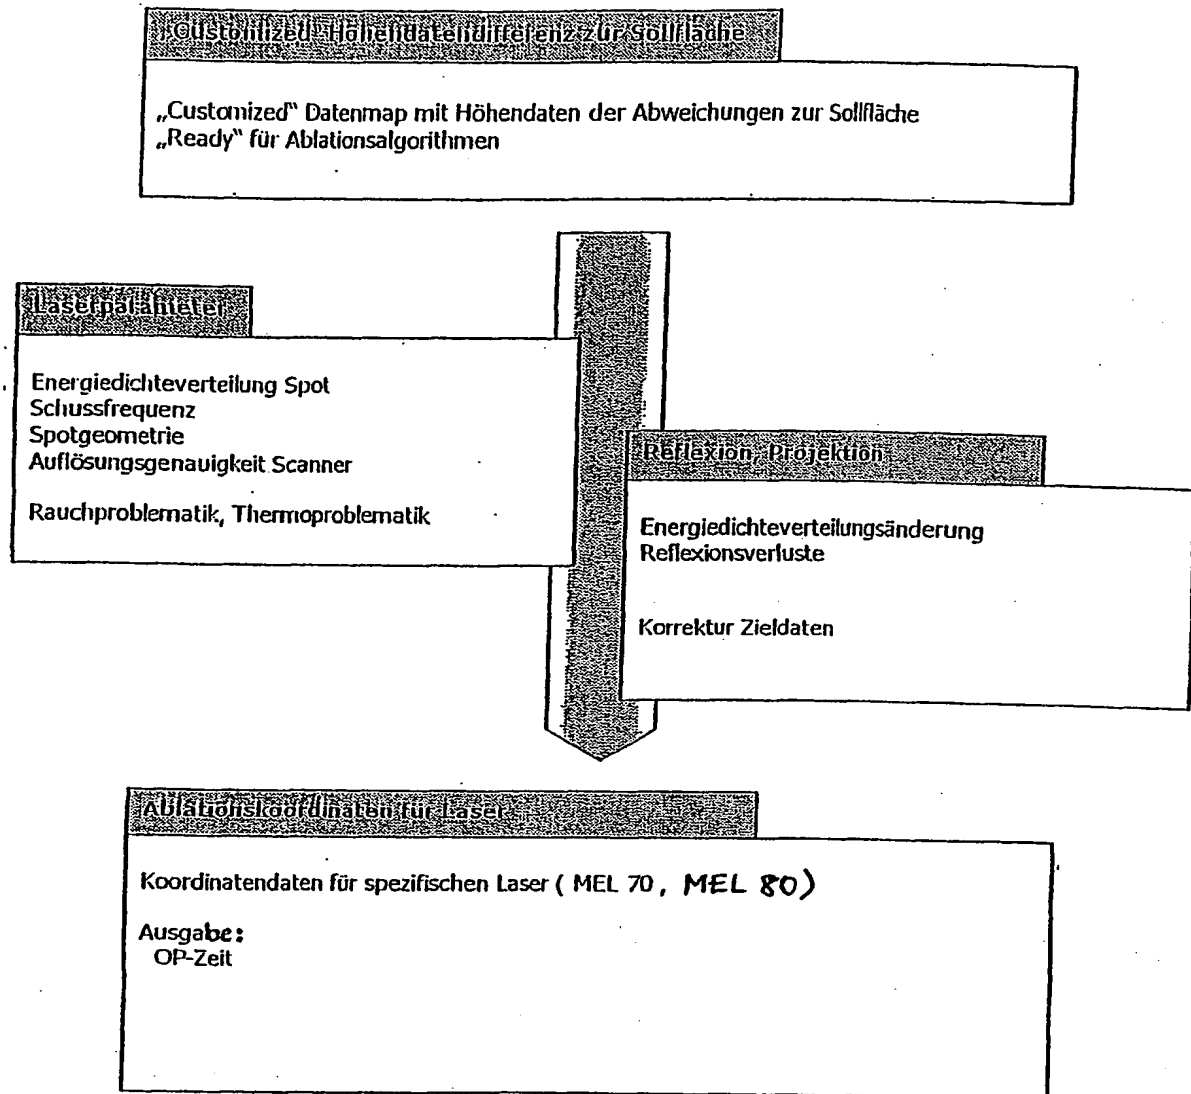 „Customized“ Höhendatendifferenz zur Sollfläche
„Customized“ Datenmap mit Höhendaten der Abweichungen zur Sollfläche
„Ready“ für Ablationsalgorithmen
Laserparameter
Energiedichteverteilung Spot
Schussfrequenz
Spotgeometrie
Auflösungsgenauigkeit Scanner
Rauchproblematik, Thermoproblematik
Reflexion, Projektion
Energiedichteverteilungsänderung
Reflexionsverluste
Korrektur Zieldaten
Ablationskoordinaten für Laser
Koordinatendaten für spezifischen Laser ( MEL 70 , MEL 80)
Ausgabe:
OP-Zeit